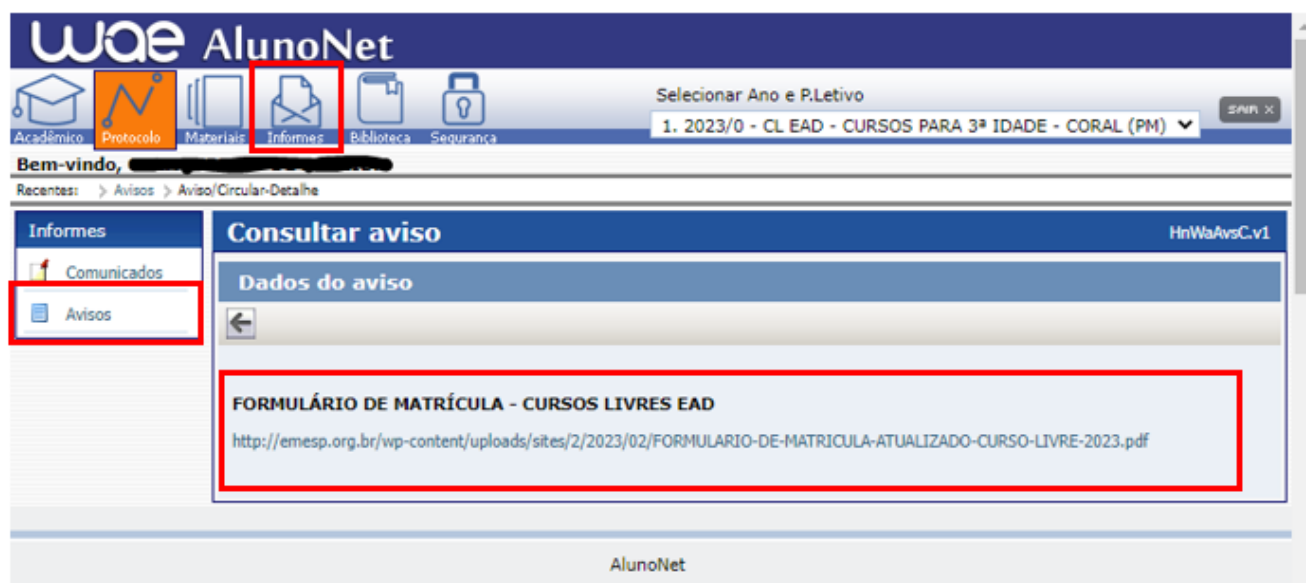 wae AlunoNet
Selecionar Ano e P.Letivo
1. 2023/0 - CL EAD - CURSOS PARA 3ª IDADE - CORAL (PM)
SAIR X
Acadêmico Protocolo Materiais Informes Biblioteca Segurança
Bem-vindo,
Recentes: > Avisos > Aviso/Circular-Detalhe
Informes
Comunicados
Avisos
Consultar aviso HnWaAvsC.v1
Dados do aviso
FORMULÁRIO DE MATRÍCULA - CURSOS LIVRES EAD
http://emesp.org.br/wp-content/uploads/sites/2/2023/02/FORMULARIO-DE-MATRICULA-ATUALIZADO-CURSO-LIVRE-2023.pdf
AlunoNet